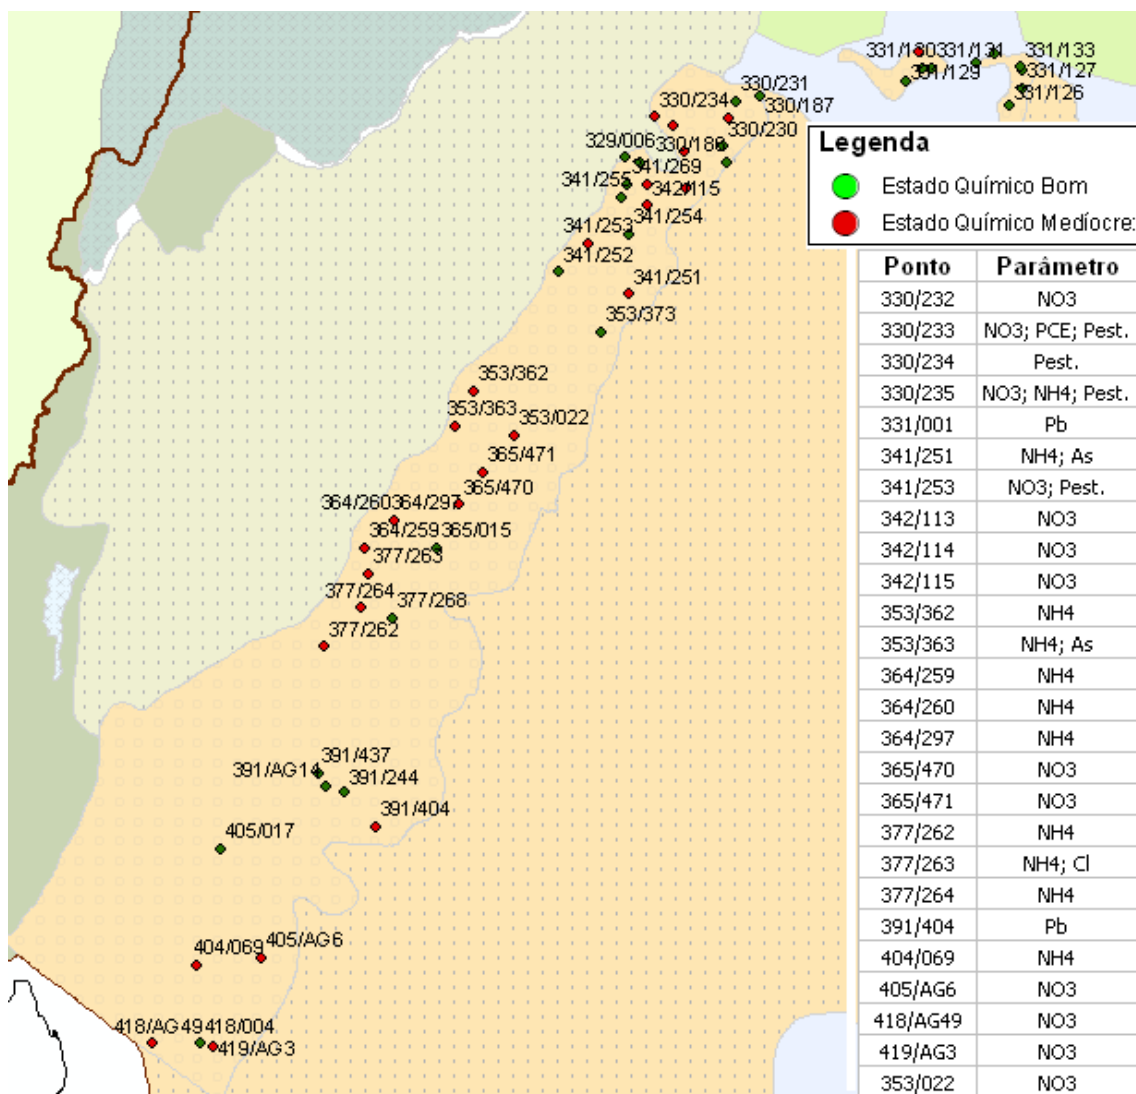 331/130
331/131
331/133
331/129
331/127
331/126
330/231
330/234
330/187
330/230
329/006
330/186
341/269
341/255
342/115
341/254
341/253
341/252
341/251
353/373
353/362
353/363
353/022
365/471
365/470
364/260
364/297
364/259
365/015
377/263
377/264
377/268
377/262
391/437
391/AG14
391/244
391/404
405/017
404/069
405/AG6
418/AG49
418/004
419/AG3
Legenda
Estado Químico Bom
Estado Químico Medíocre:
Ponto Parâmetro
330/232 NO3
330/233 NO3; PCE; Pest.
330/234 Pest.
330/235 NO3; NH4; Pest.
331/001 Pb
341/251 NH4; As
341/253 NO3; Pest.
342/113 NO3
342/114 NO3
342/115 NO3
353/362 NH4
353/363 NH4; As
364/259 NH4
364/260 NH4
364/297 NH4
365/470 NO3
365/471 NO3
377/262 NH4
377/263 NH4; Cl
377/264 NH4
391/404 Pb
404/069 NH4
405/AG6 NO3
418/AG49 NO3
419/AG3 NO3
353/022 NO3